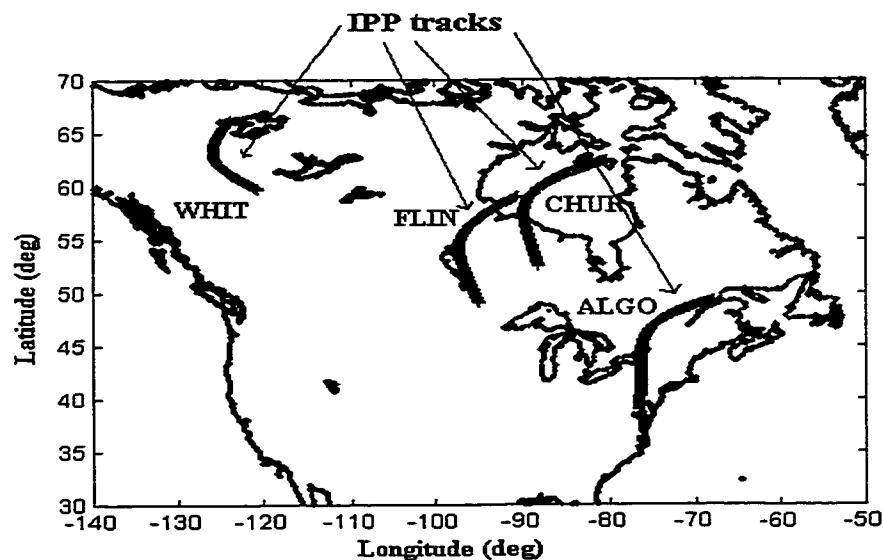 IPP tracks
70
65
60
55
50
45
40
35
30
WHIT
FLIN
CHUR
ALGO
Latitude (deg)
-140 -130 -120 -110 -100 -90 -80 -70 -60 -50
Longitude (deg)